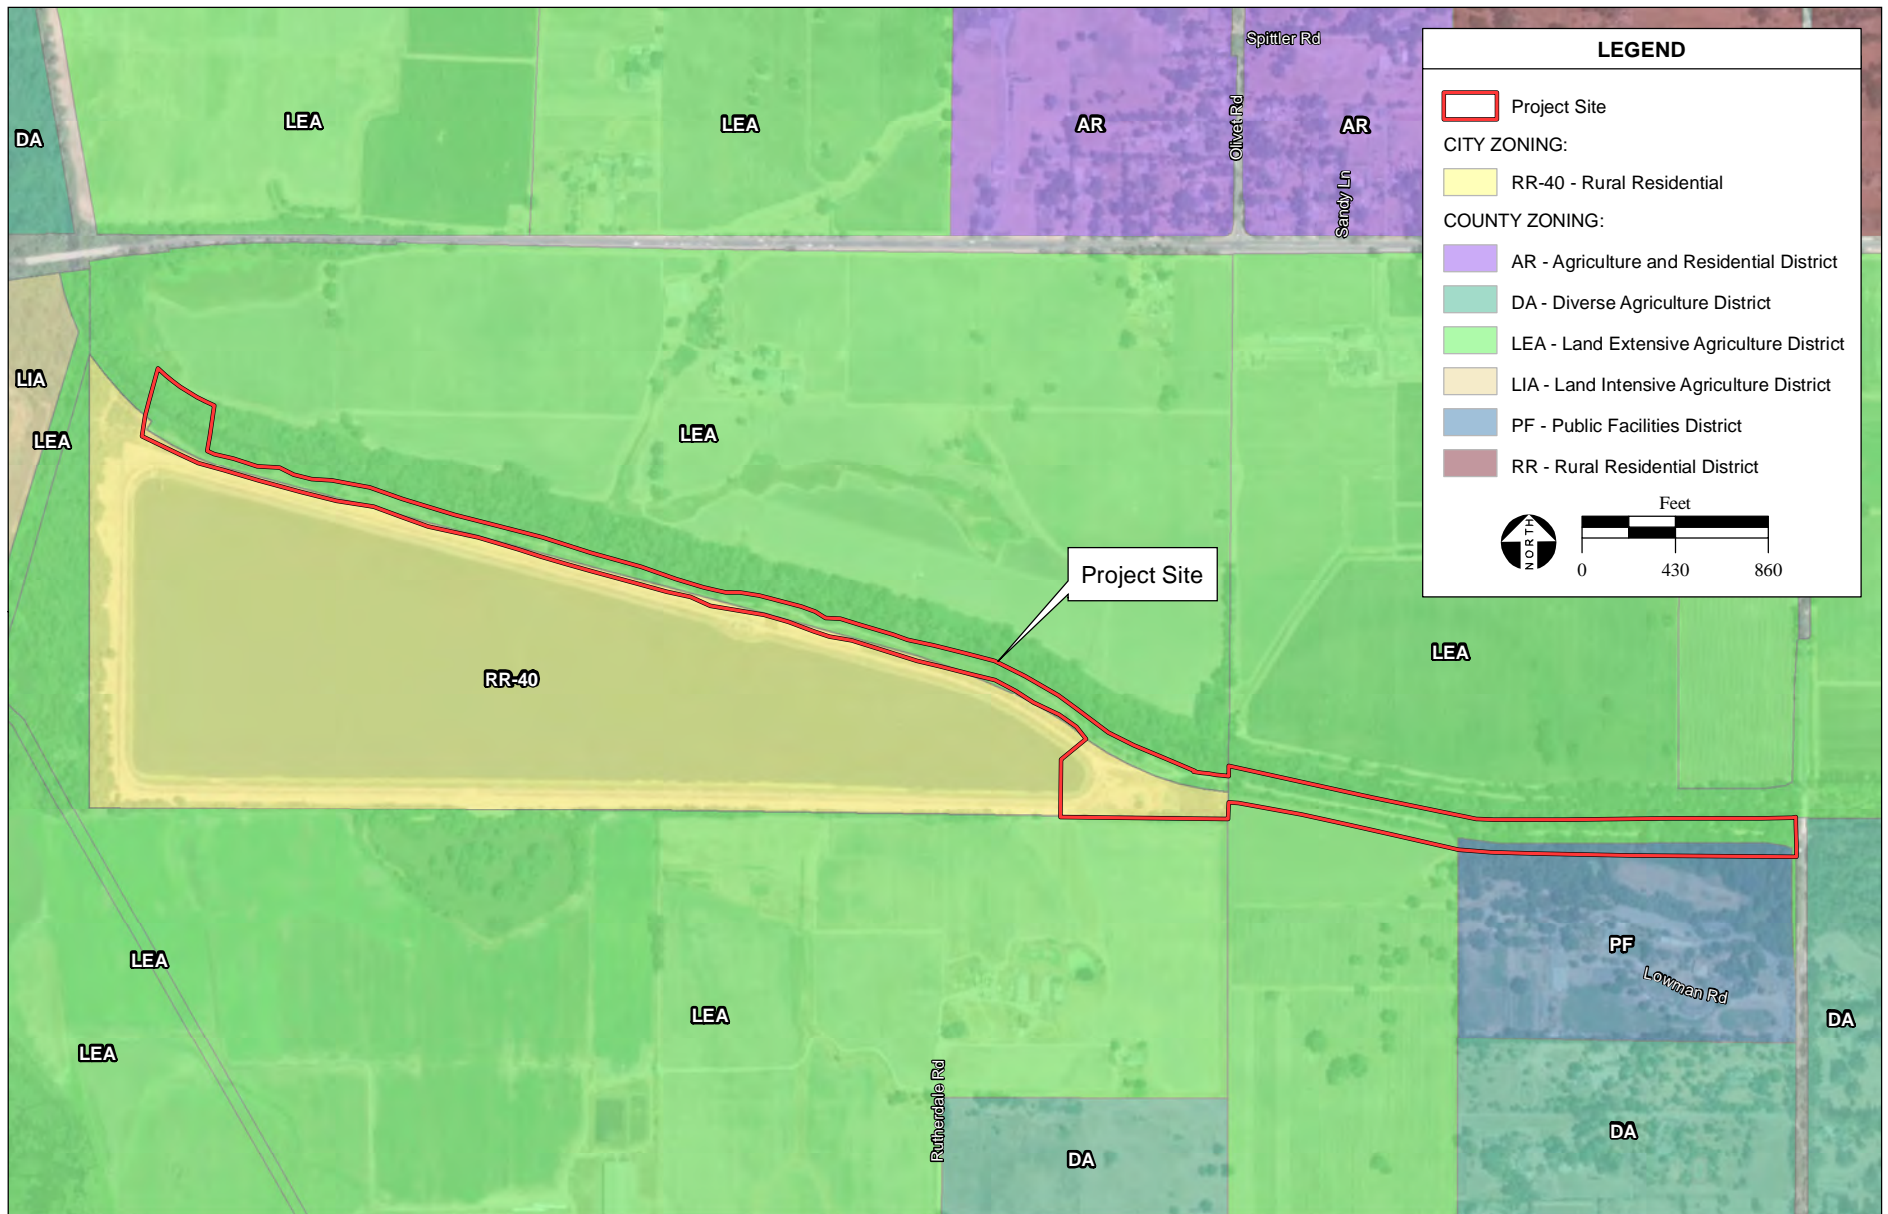 Spittler Rd
LEGEND
Project Site
CITY ZONING:
RR-40 - Rural Residential
COUNTY ZONING:
AR - Agriculture and Residential District
DA - Diverse Agriculture District
LEA - Land Extensive Agriculture District
LIA - Land Intensive Agriculture District
PF - Public Facilities District
RR - Rural Residential District
Feet
NORTH
0 430 860
DA
LEA
LEA
AR
Olivet Rd
AR
Sandy Ln
LIA
LEA
LEA
Project Site
LEA
RR-40
LEA
LEA
LEA
Rutherdale Rd
DA
PF
Lowman Rd
DA
DA